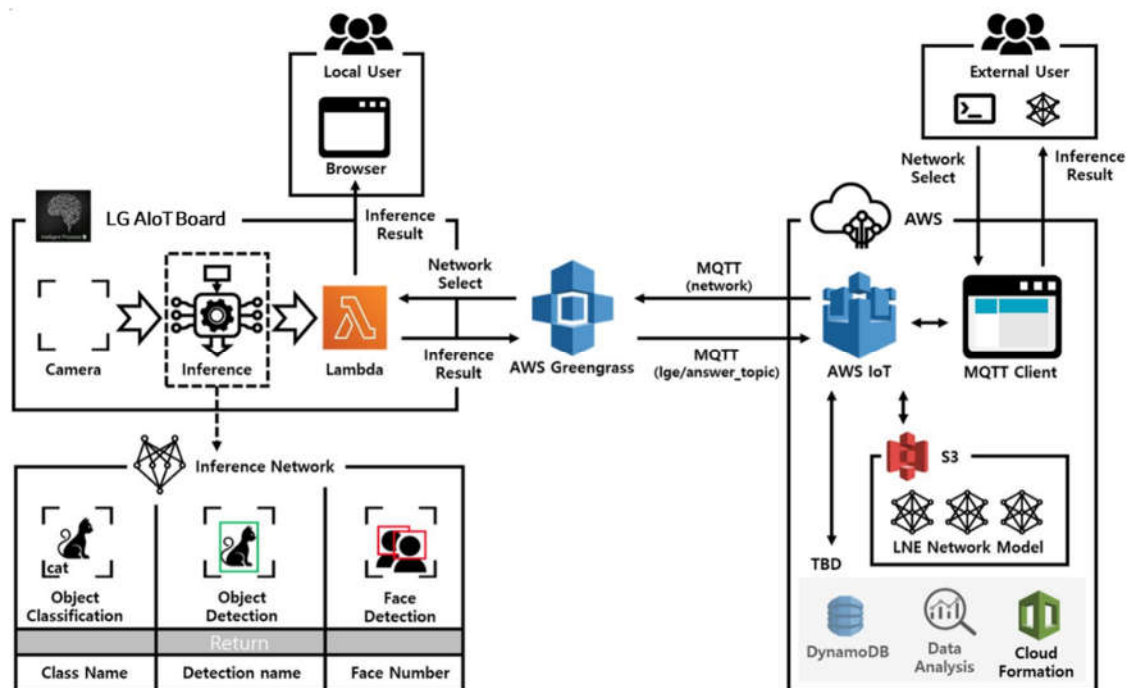 Local User
Browser
External User
Network
Select
Inference
Result
LG AIoT Board
Inference
Result
AWS
Camera
Inference
Lambda
Network
Select
Inference
Result
AWS Greengrass
MQTT
(network)
MQTT
(lge/answer_topic)
AWS IoT
MQTT Client
Inference Network
cat
Object
Classification
Object
Detection
Face
Detection
Return
Class Name
Detection name
Face Number
S3
LNE Network Model
TBD
DynamoDB
Data
Analysis
Cloud
Formation